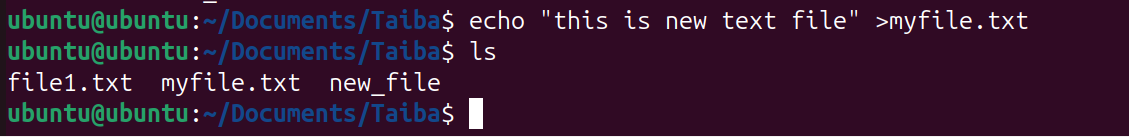 ubuntu@ubuntu:~/Documents/Taiba$ echo "this is new text file" >myfile.txt
ubuntu@ubuntu:~/Documents/Taiba$ ls
file1.txt  myfile.txt  new_file
ubuntu@ubuntu:~/Documents/Taiba$